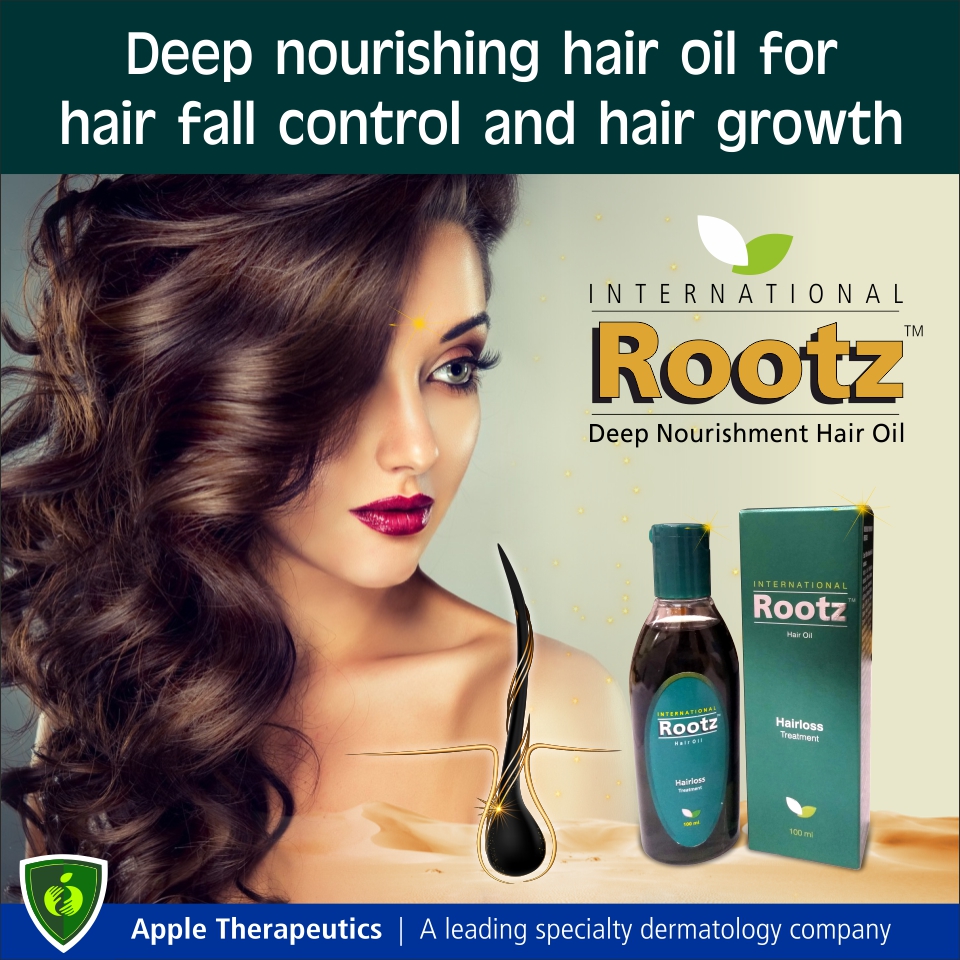 Deep nourishing hair oil for
hair fall control and hair growth
INTERNATIONAL
Rootz™
Deep Nourishment Hair Oil
INTERNATIONAL
Rootz™
Hair Oil
Hairloss
Treatment
100 ml
INTERNATIONAL
Rootz™
Hair Oil
Hairloss
Treatment
100 ml
Apple Therapeutics | A leading specialty dermatology company